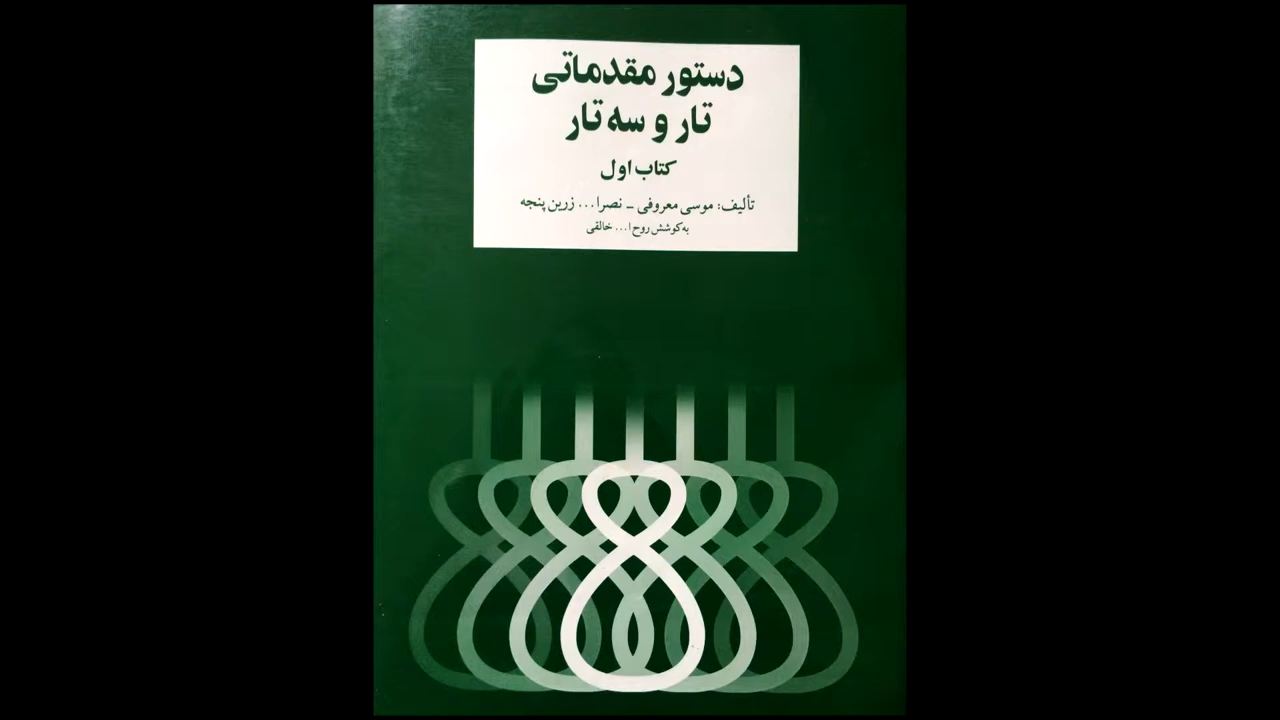 دستور مقدماتی
تار و سه تار
کتاب اول
تألیف: موسی معروفی ـ نصرا... زرین پنجه
به کوشش روح ا... خالقی